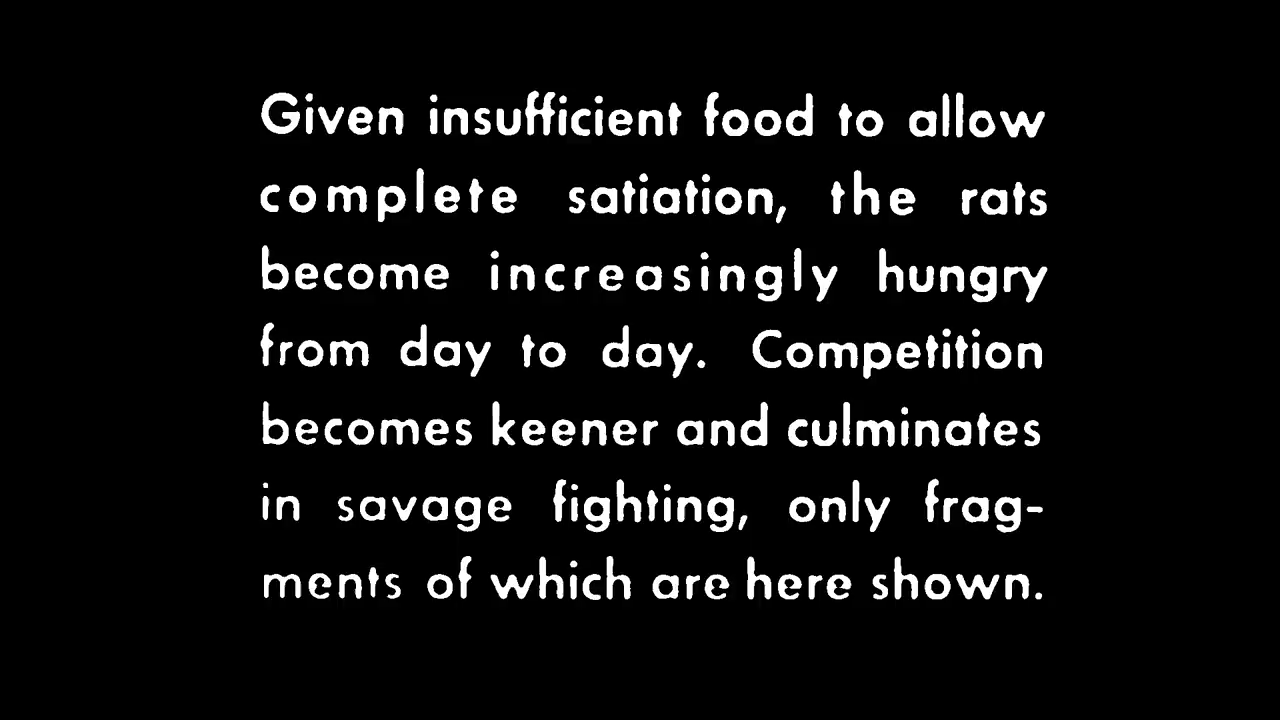 Given insufficient food to allow
complete satiation, the rats
become increasingly hungry
from day to day. Competition
becomes keener and culminates
in savage fighting, only frag-
ments of which are here shown.